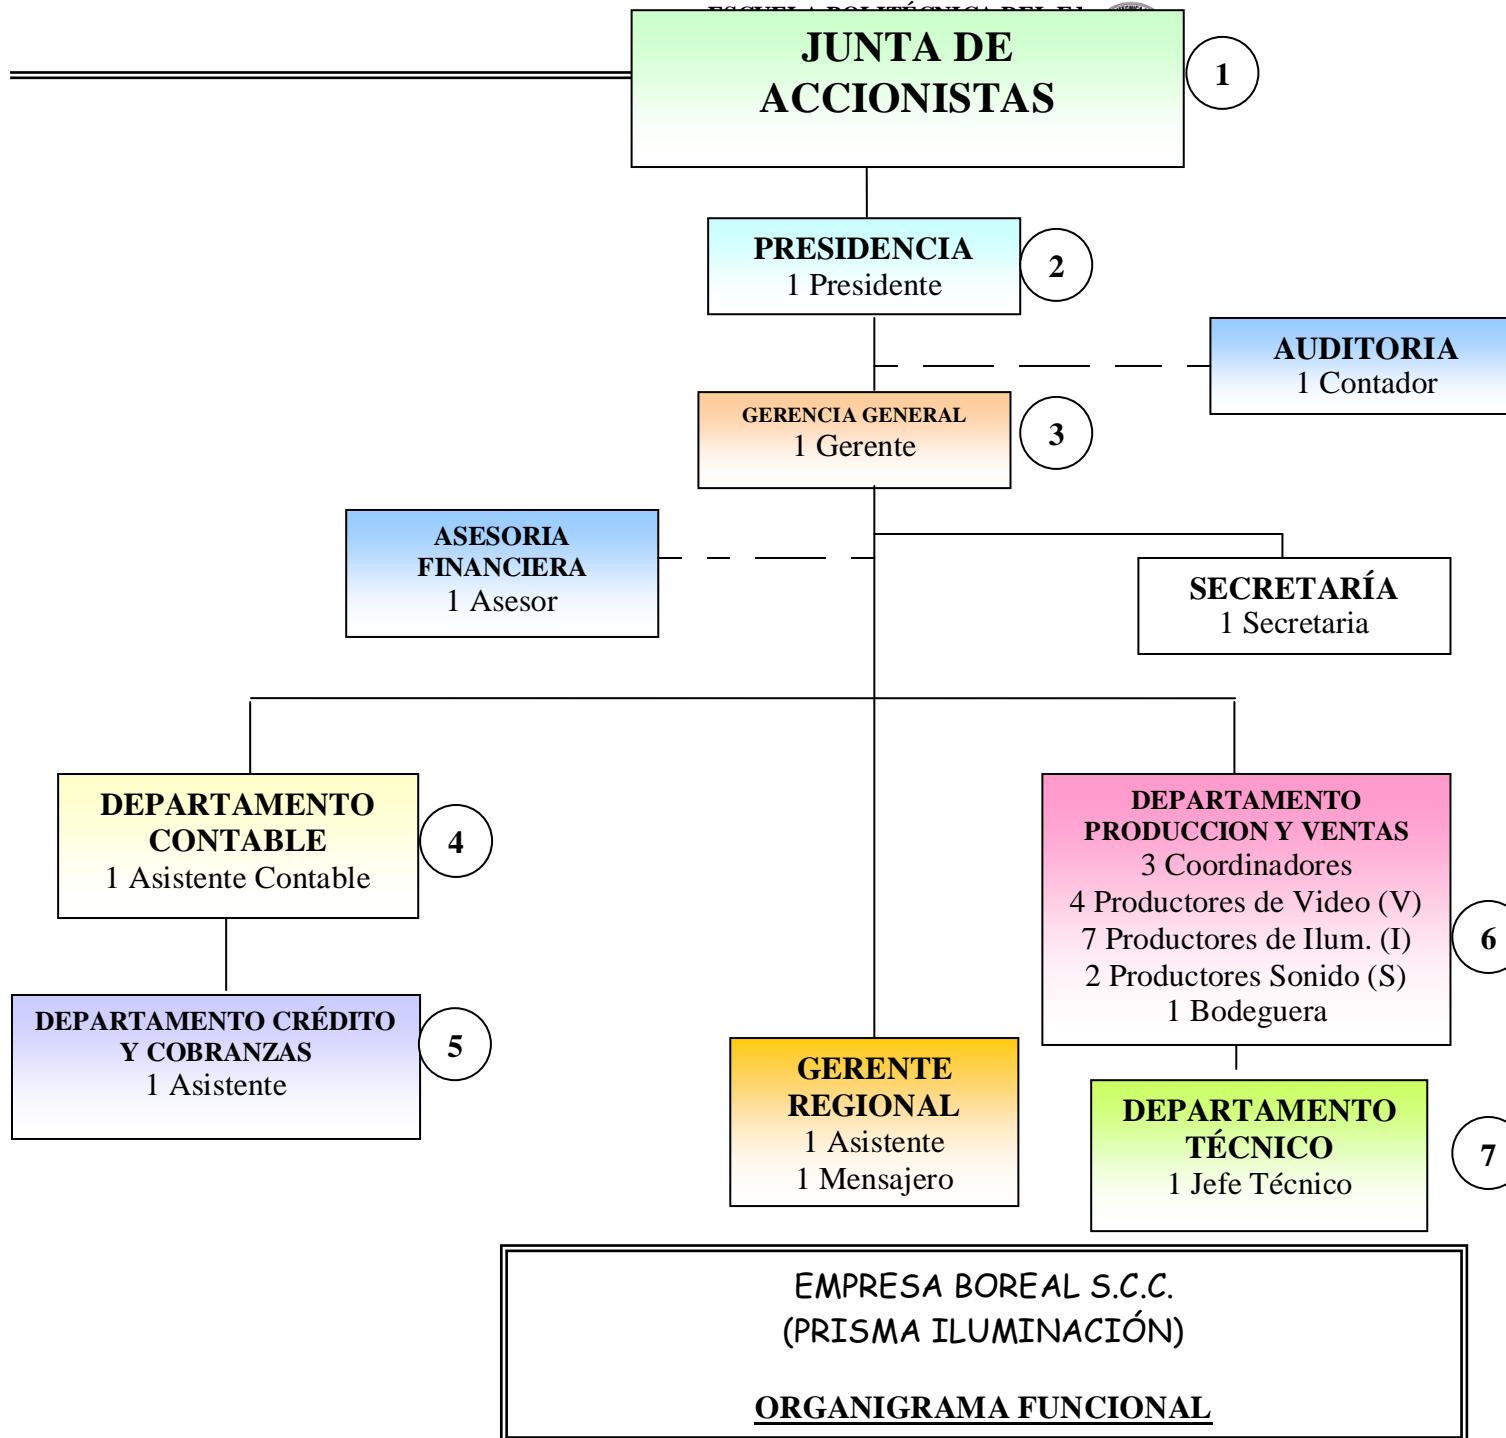 JUNTA DE
ACCIONISTAS
1
PRESIDENCIA
1 Presidente
2
AUDITORIA
1 Contador
GERENCIA GENERAL
1 Gerente
3
ASESORIA
FINANCIERA
1 Asesor
SECRETARÍA
1 Secretaria
DEPARTAMENTO
CONTABLE
1 Asistente Contable
4
DEPARTAMENTO
PRODUCCION Y VENTAS
3 Coordinadores
4 Productores de Video (V)
7 Productores de Ilum. (I)
2 Productores Sonido (S)
1 Bodeguera
6
DEPARTAMENTO CRÉDITO
Y COBRANZAS
1 Asistente
5
GERENTE
REGIONAL
1 Asistente
1 Mensajero
DEPARTAMENTO
TÉCNICO
1 Jefe Técnico
7
EMPRESA BOREAL S.C.C.
(PRISMA ILUMINACIÓN)
ORGANIGRAMA FUNCIONAL